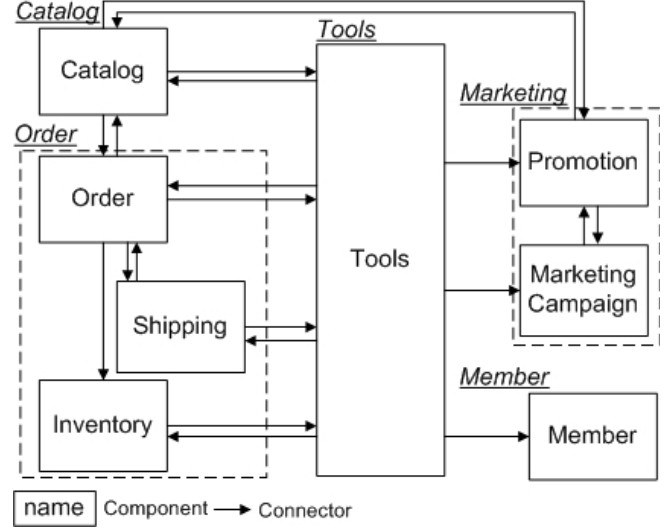 Catalog
Tools
Catalog
Marketing
Order
Promotion
Order
Tools
Marketing
Campaign
Shipping
Member
Inventory
Member
name Component Connector